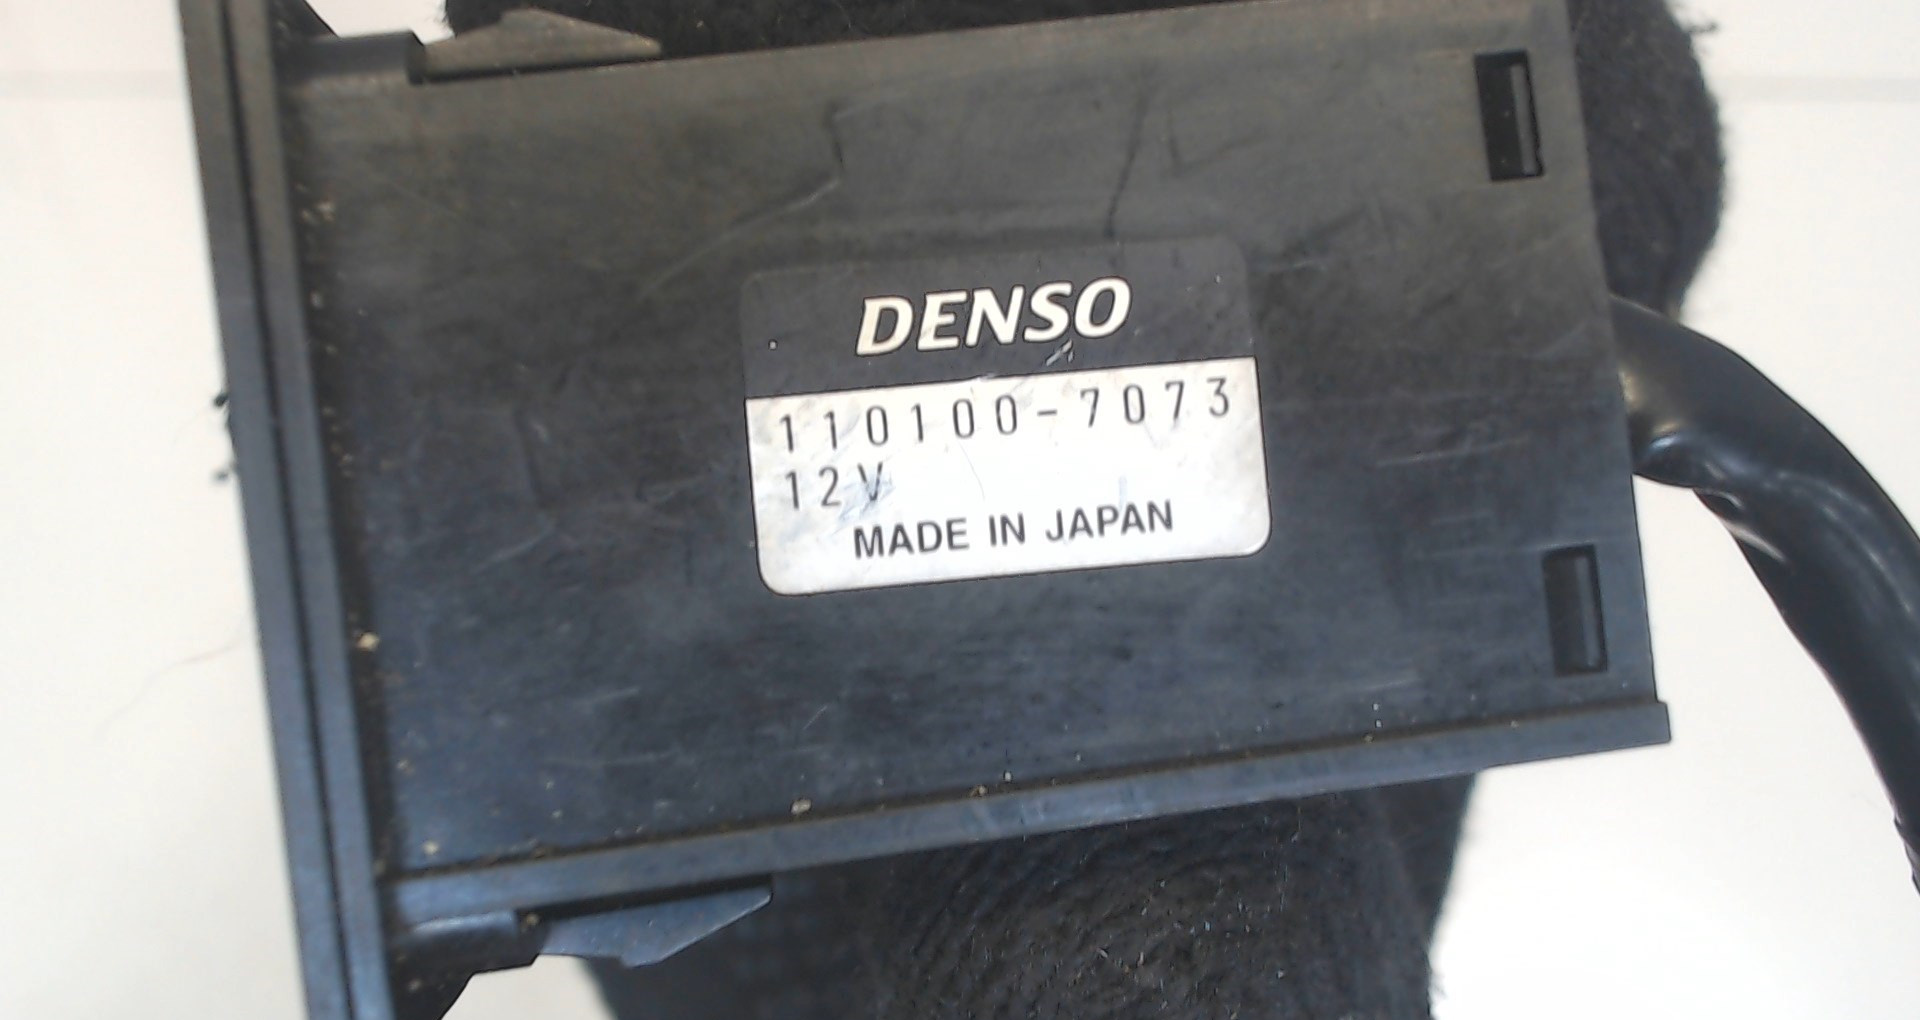 DENSO
110100-7073
12V
MADE IN JAPAN